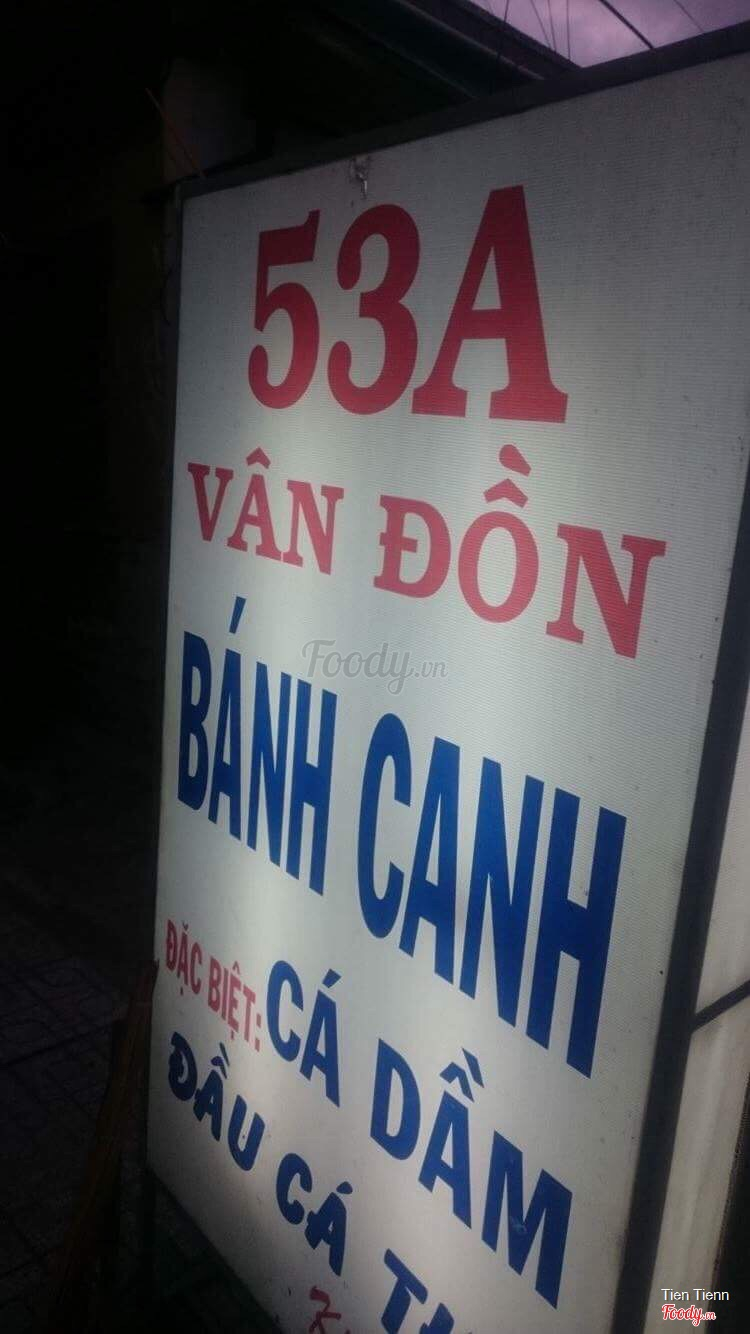 53A
VÂN ĐỒN
Foody.vn
BÁNH CANH
ĐẶC BIỆT: CÁ DẦM
ĐẦU CÁ
Tien Tienn
Foody.vn